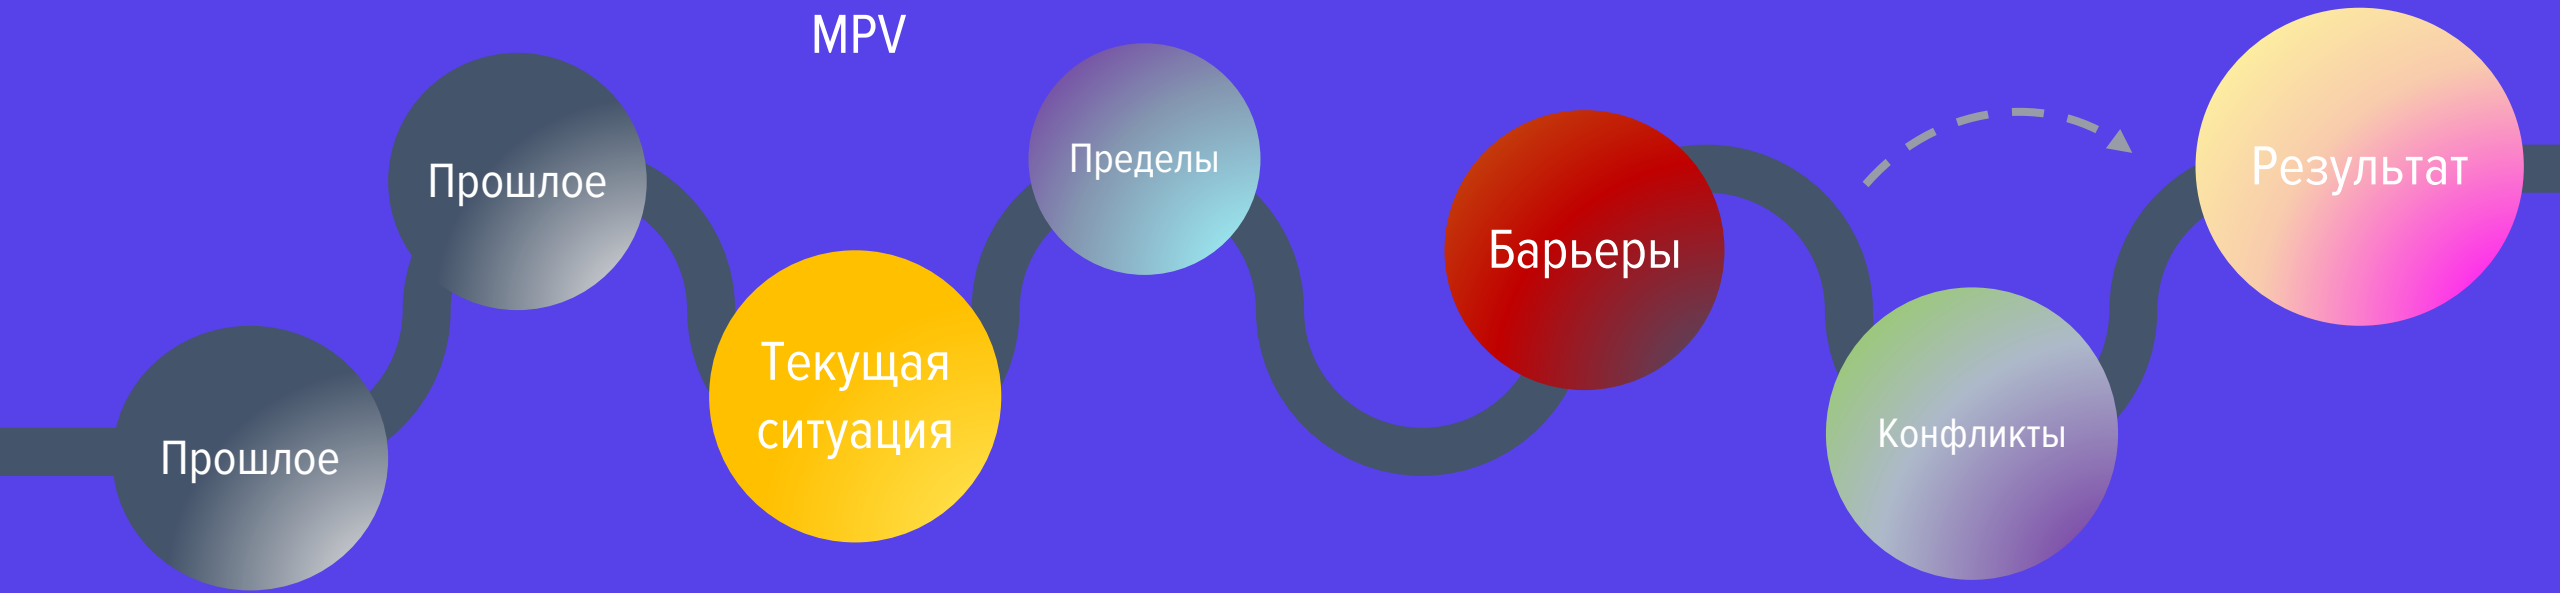 MPV
Прошлое
Прошлое
Текущая
ситуация
Пределы
Барьеры
Конфликты
Результат